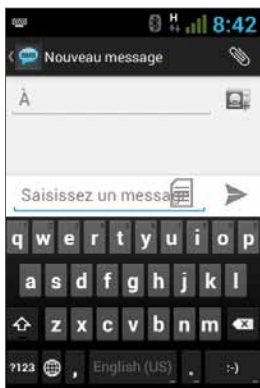 H 8:42
Nouveau message
À
Saisissez un message
q w e r t y u i o p
a s d f g h j k l
z x c v b n m
?123 , English (US) . :-)